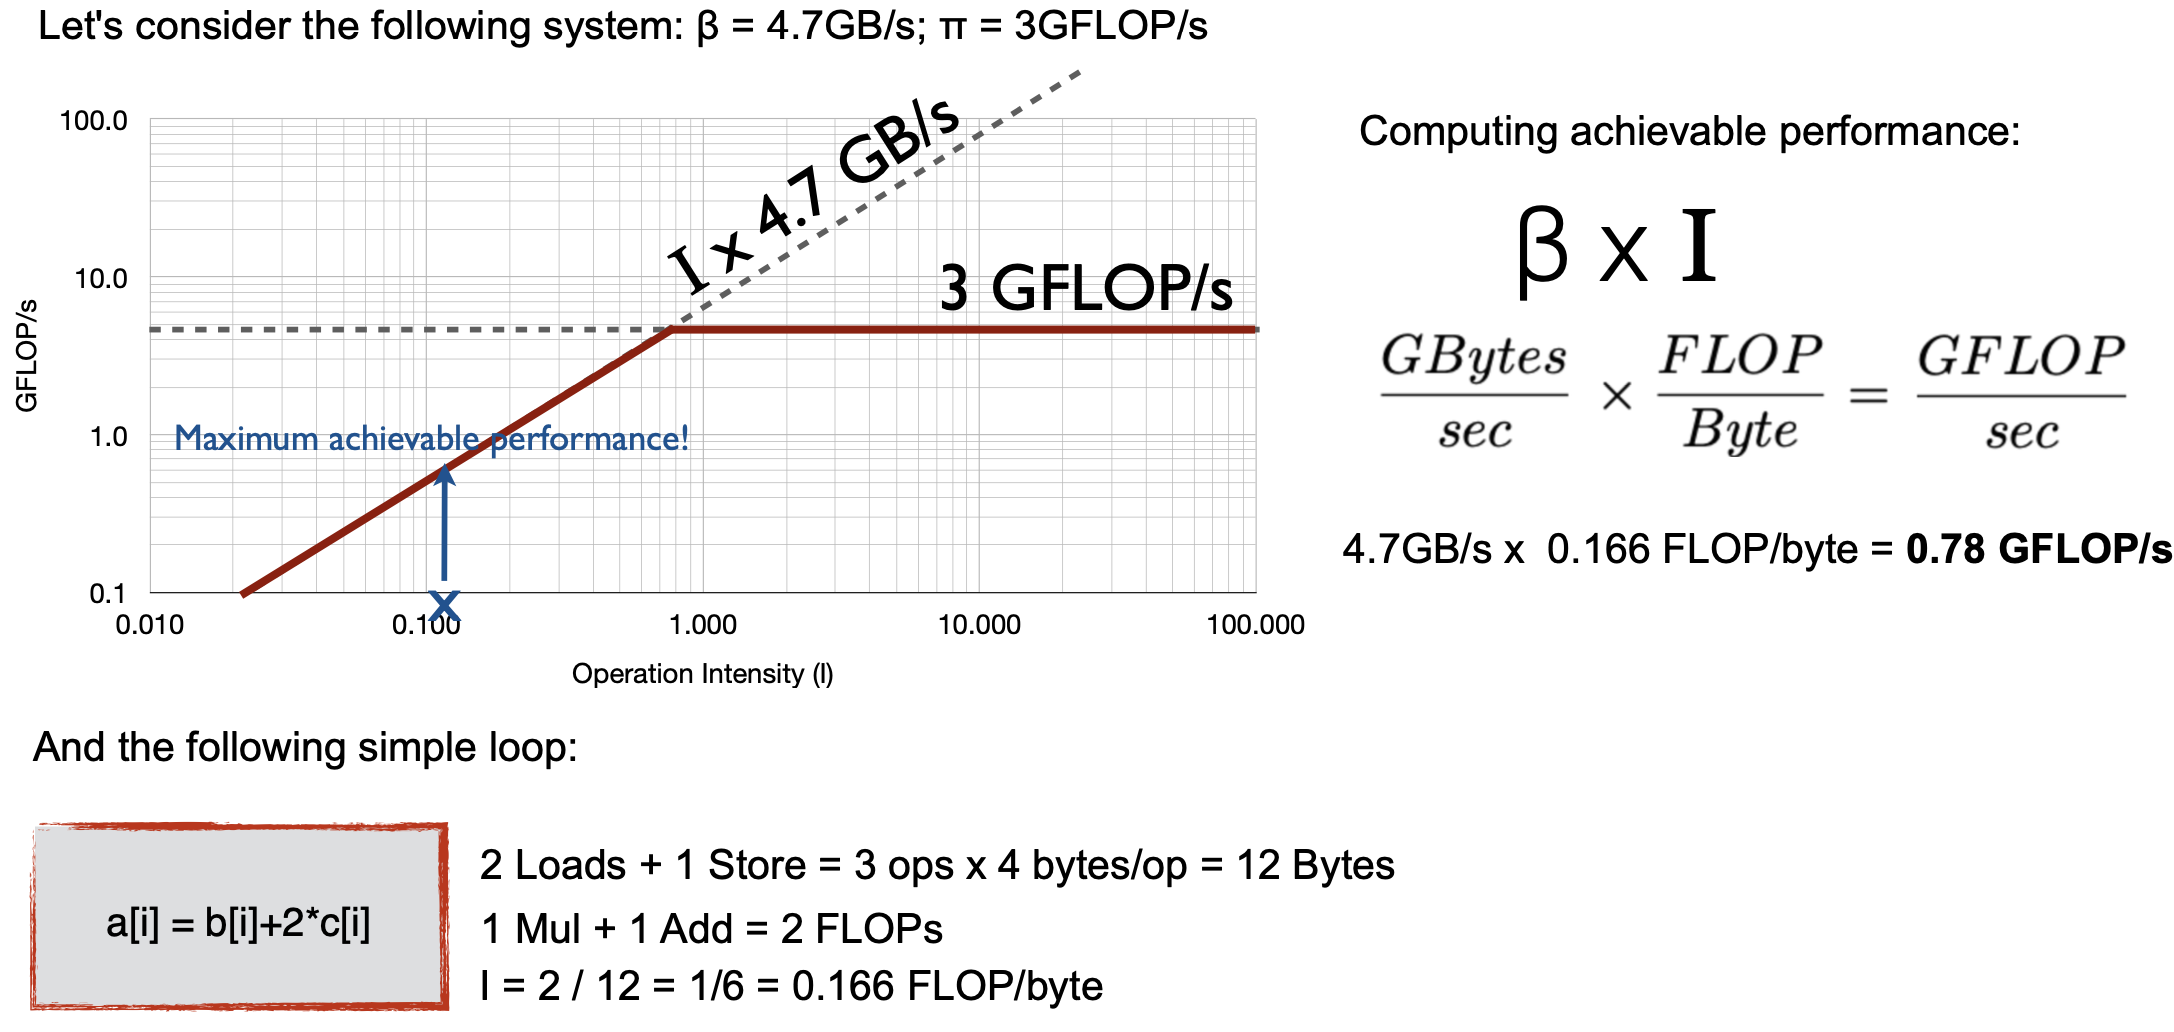 Let's consider the following system: β = 4.7GB/s; π = 3GFLOP/s
100.0
10.0
1.0
0.1
GFLOP/s
I x 4.7 GB/s
3 GFLOP/s
Maximum achievable performance!
X
0.010
0.100
1.000
10.000
100.000
Operation Intensity (I)
Computing achievable performance:
β x I
GBytes/sec × FLOP/Byte = GFLOP/sec
4.7GB/s x 0.166 FLOP/byte = 0.78 GFLOP/s
And the following simple loop:
a[i] = b[i]+2*c[i]
2 Loads + 1 Store = 3 ops x 4 bytes/op = 12 Bytes
1 Mul + 1 Add = 2 FLOPs
I = 2 / 12 = 1/6 = 0.166 FLOP/byte